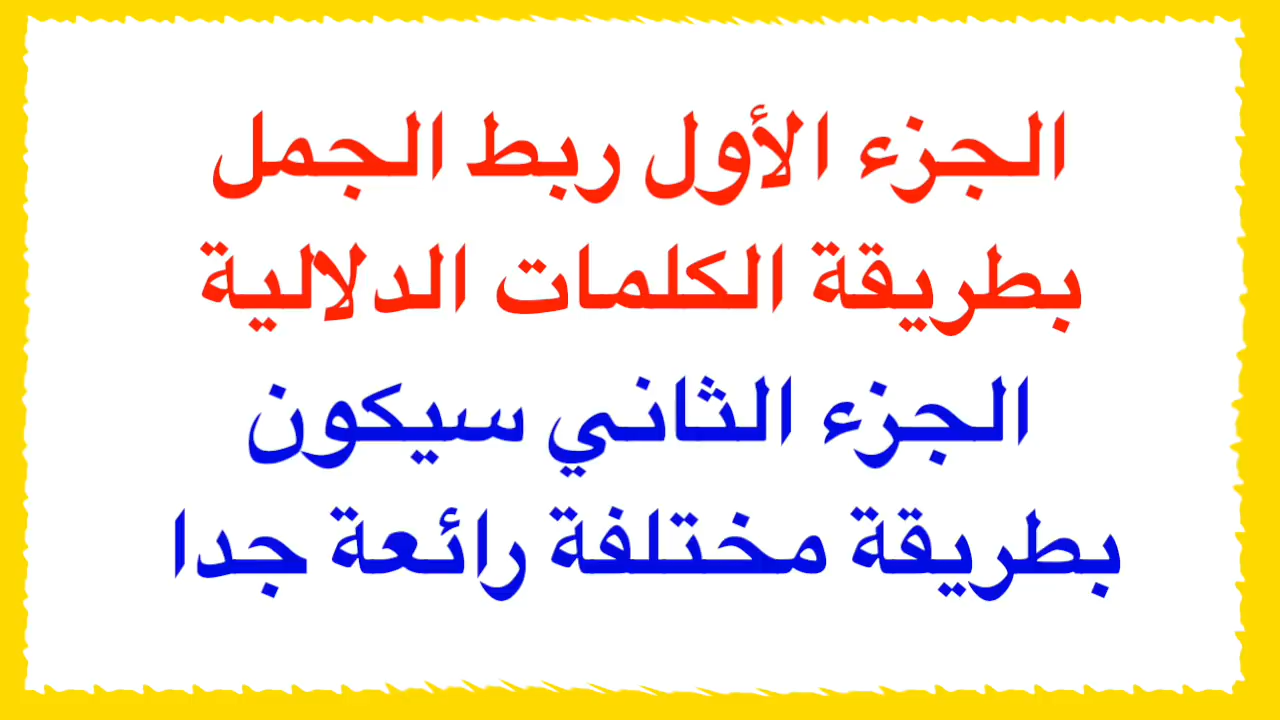 الجزء الأول ربط الجمل
بطريقة الكلمات الدلالية
الجزء الثاني سيكون
بطريقة مختلفة رائعة جدا